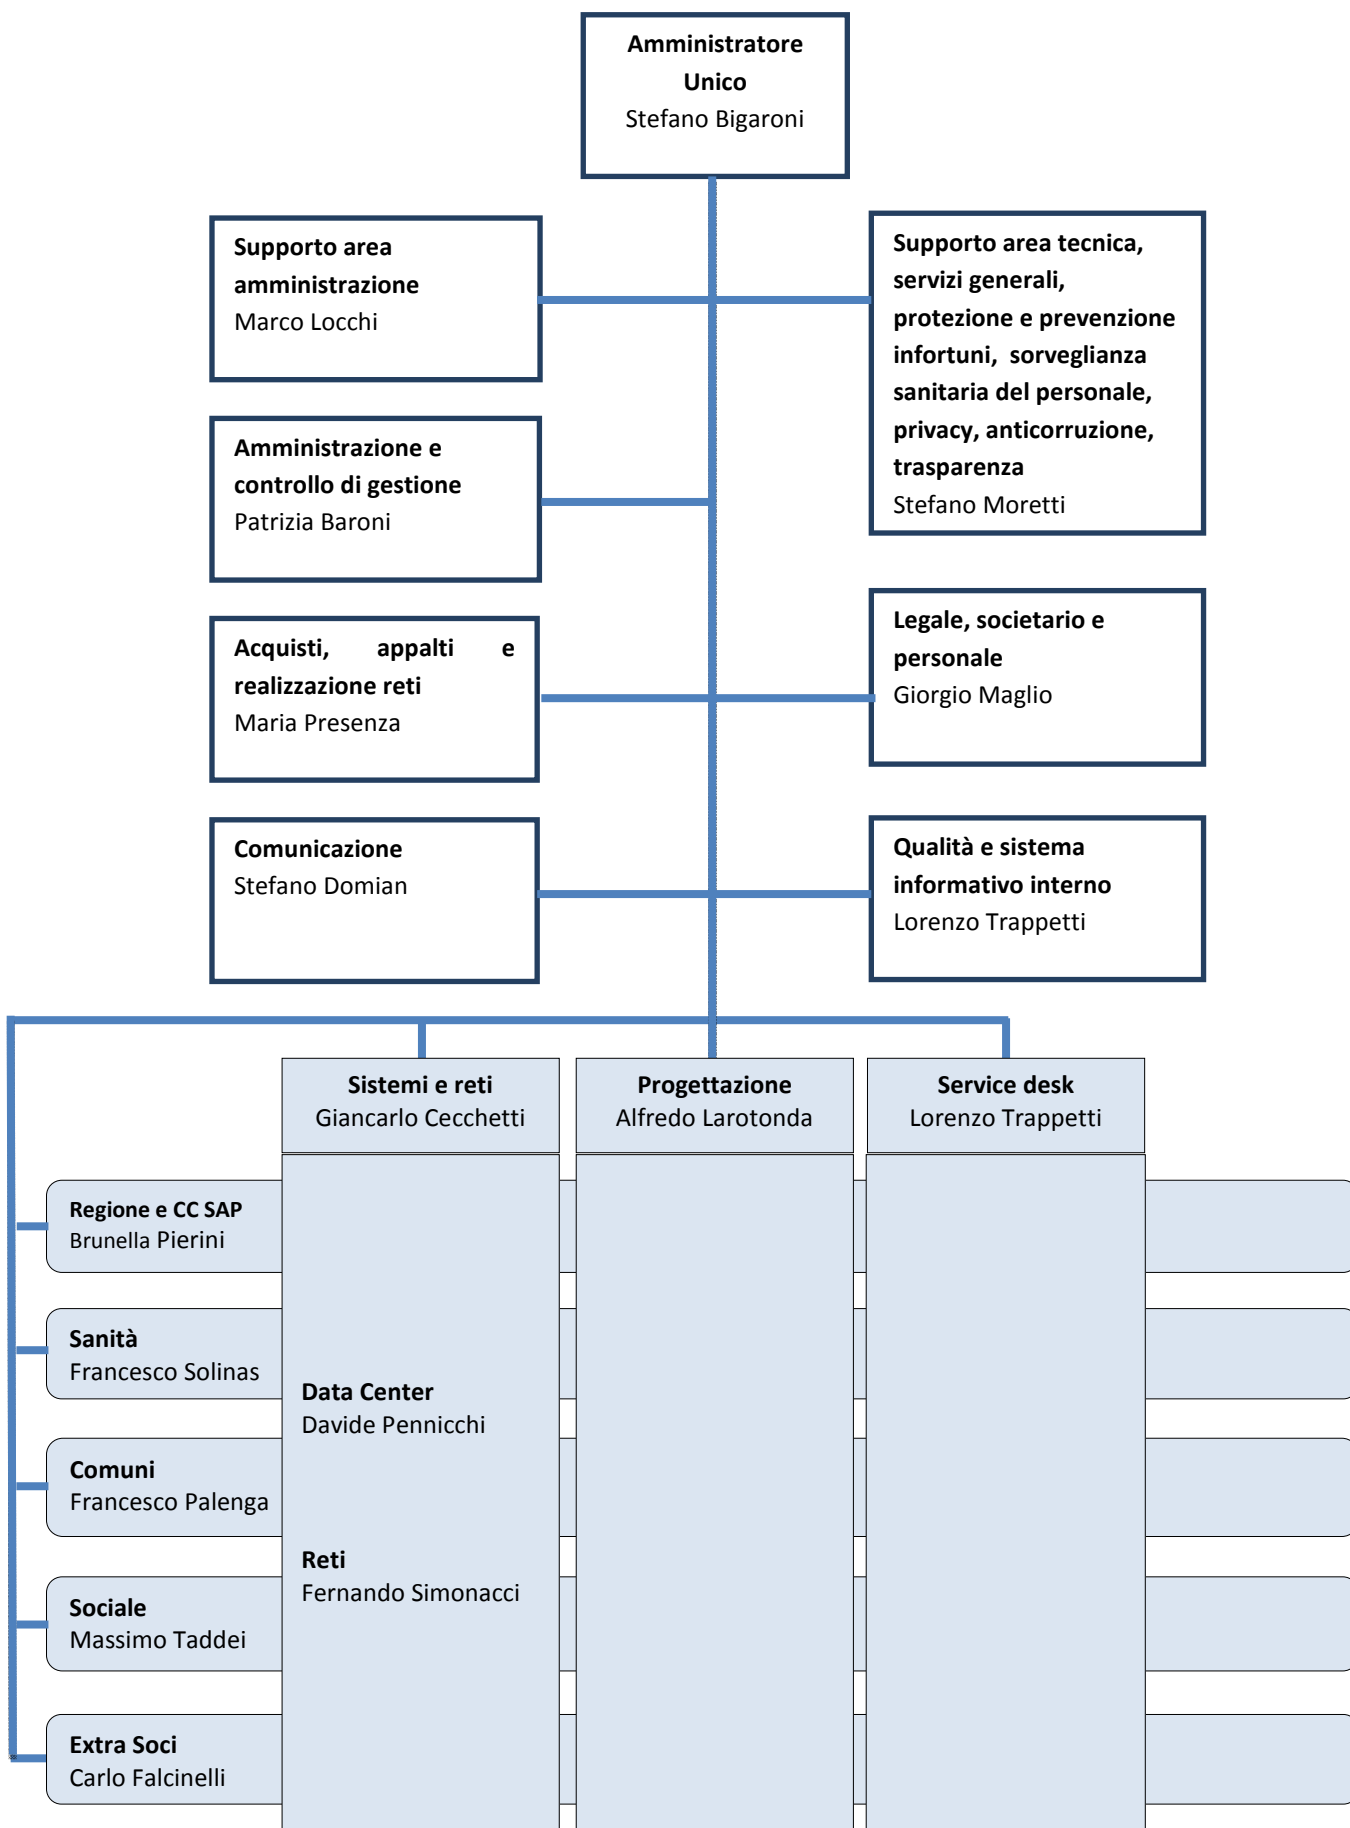 Amministratore
Unico
Stefano Bigaroni
Supporto area
amministrazione
Marco Locchi
Supporto area tecnica,
servizi generali,
protezione e prevenzione
infortuni, sorveglianza
sanitaria del personale,
privacy, anticorruzione,
trasparenza
Stefano Moretti
Amministrazione e
controllo di gestione
Patrizia Baroni
Acquisti, appalti e
realizzazione reti
Maria Presenza
Legale, societario e
personale
Giorgio Maglio
Comunicazione
Stefano Domian
Qualità e sistema
informativo interno
Lorenzo Trappetti
Sistemi e reti
Giancarlo Cecchetti
Progettazione
Alfredo Larotonda
Service desk
Lorenzo Trappetti
Regione e CC SAP
Brunella Pierini
Sanità
Francesco Solinas
Data Center
Davide Pennicchi
Comuni
Francesco Palenga
Reti
Fernando Simonacci
Sociale
Massimo Taddei
Extra Soci
Carlo Falcinelli